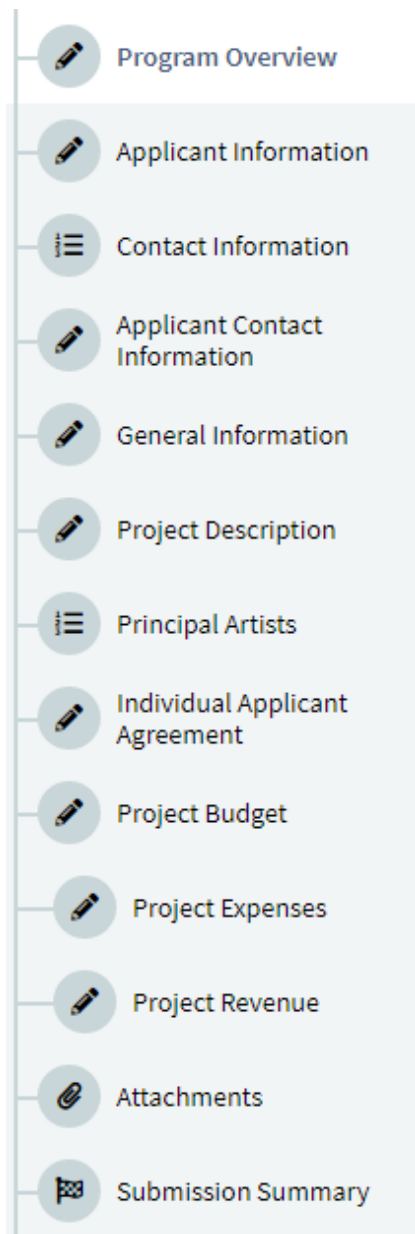 Program Overview
Applicant Information
Contact Information
Applicant Contact
Information
General Information
Project Description
Principal Artists
Individual Applicant
Agreement
Project Budget
Project Expenses
Project Revenue
Attachments
Submission Summary